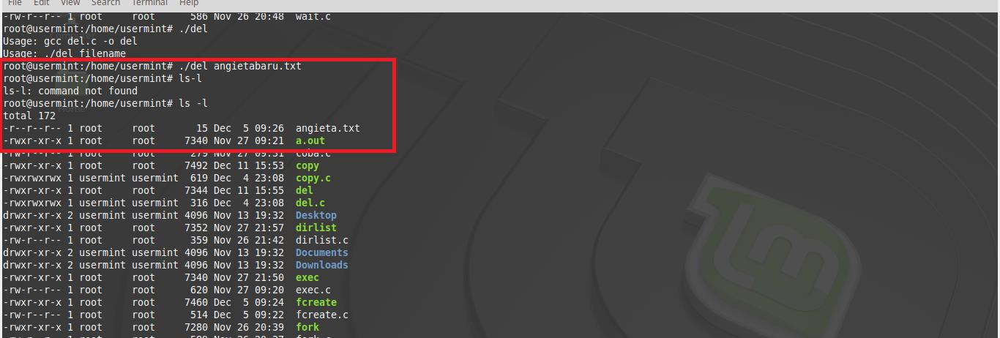 File Edit View Search Terminal Help
-rw-r--r-- 1 root     root      586 Nov 26 20:48  wait.c
root@usermint:/home/usermint# ./del
Usage: gcc del.c -o del
Usage: ./del filename
root@usermint:/home/usermint# ./del angietabaru.txt
root@usermint:/home/usermint# ls-l
ls-l: command not found
root@usermint:/home/usermint# ls -l
total 172
-r--r--r-- 1 root     root       15 Dec  5 09:26  angieta.txt
-rwxr-xr-x 1 root     root     7340 Nov 27 09:21  a.out
-rw-r--r-- 1 root     root      279 Nov 27 09:31  coba.c
-rwxr-xr-x 1 root     root     7492 Dec 11 15:53  copy
-rwxrwxrwx 1 usermint usermint  619 Dec  4 23:08  copy.c
-rwxr-xr-x 1 root     root     7344 Dec 11 15:55  del
-rwxrwxrwx 1 usermint usermint  316 Dec  4 23:08  del.c
drwxr-xr-x 2 usermint usermint 4096 Nov 13 19:32  Desktop
-rwxr-xr-x 1 root     root     7352 Nov 27 21:57  dirlist
-rw-r--r-- 1 root     root      359 Nov 26 21:42  dirlist.c
drwxr-xr-x 2 usermint usermint 4096 Nov 13 19:32  Documents
drwxr-xr-x 2 usermint usermint 4096 Nov 13 19:32  Downloads
-rwxr-xr-x 1 root     root     7340 Nov 27 21:50  exec
-rw-r--r-- 1 root     root      620 Nov 27 09:20  exec.c
-rwxr-xr-x 1 root     root     7460 Dec  5 09:24  fcreate
-rw-r--r-- 1 root     root      514 Dec  5 09:22  fcreate.c
-rwxr-xr-x 1 root     root     7280 Nov 26 20:39  fork